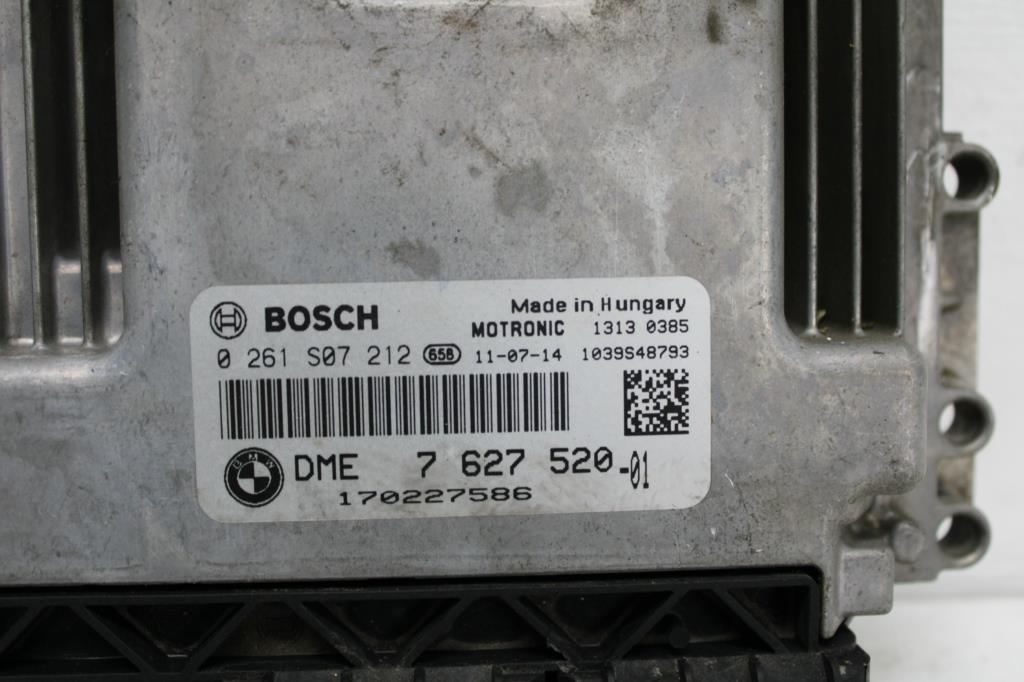 BOSCH Made in Hungary
MOTRONIC 1313 0385
0 261 S07 212 658 11-07-14 1039S48793
BMW DME 7 627 520-01
170227586